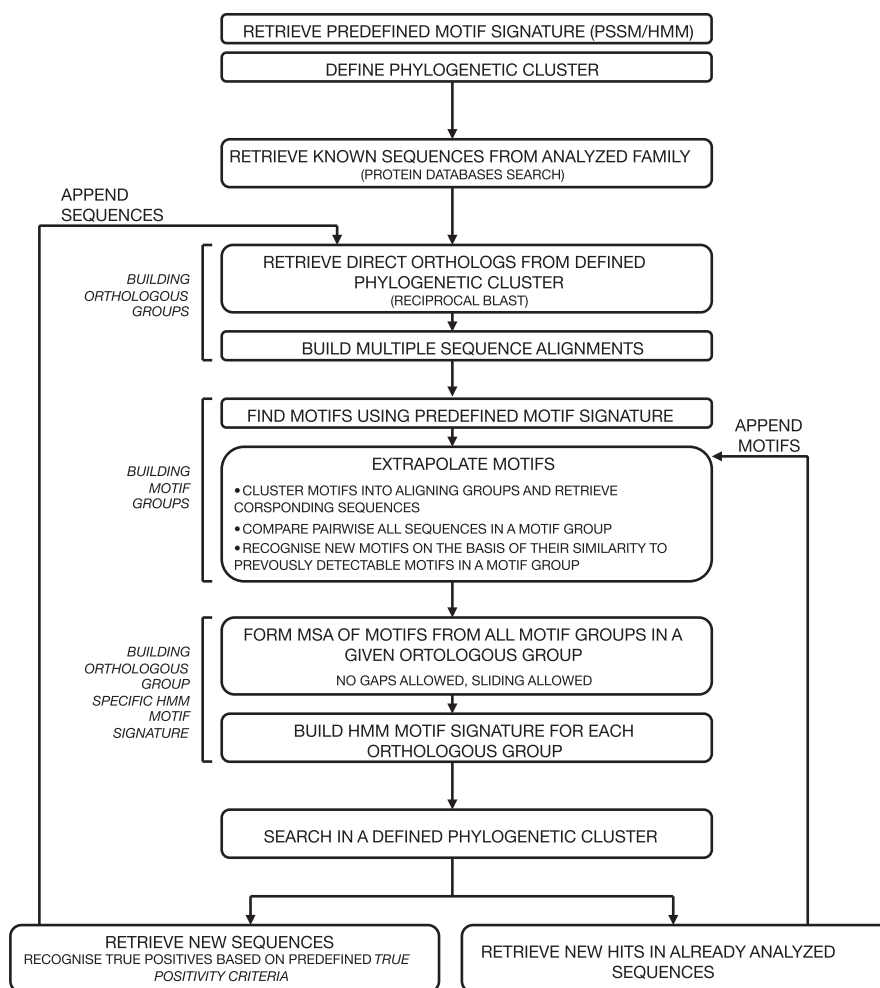 RETRIEVE PREDEFINED MOTIF SIGNATURE (PSSM/HMM)
DEFINE PHYLOGENETIC CLUSTER
RETRIEVE KNOWN SEQUENCES FROM ANALYZED FAMILY
(PROTEIN DATABASES SEARCH)
APPEND
SEQUENCES
BUILDING
ORTHOLOGOUS
GROUPS
RETRIEVE DIRECT ORTHOLOGS FROM DEFINED
PHYLOGENETIC CLUSTER
(RECIPROCAL BLAST)
BUILD MULTIPLE SEQUENCE ALIGNMENTS
FIND MOTIFS USING PREDEFINED MOTIF SIGNATURE
APPEND
MOTIFS
BUILDING
MOTIF
GROUPS
EXTRAPOLATE MOTIFS
•CLUSTER MOTIFS INTO ALIGNING GROUPS AND RETRIEVE
CORSPONDING SEQUENCES
•COMPARE PAIRWISE ALL SEQUENCES IN A MOTIF GROUP
•RECOGNISE NEW MOTIFS ON THE BASIS OF THEIR SIMILARITY TO
PREVOUSLY DETECTABLE MOTIFS IN A MOTIF GROUP
BUILDING
ORTHOLOGOUS
GROUP
SPECIFIC HMM
MOTIF
SIGNATURE
FORM MSA OF MOTIFS FROM ALL MOTIF GROUPS IN A
GIVEN ORTOLOGOUS GROUP
NO GAPS ALLOWED, SLIDING ALLOWED
BUILD HMM MOTIF SIGNATURE FOR EACH
ORTHOLOGOUS GROUP
SEARCH IN A DEFINED PHYLOGENETIC CLUSTER
RETRIEVE NEW SEQUENCES
RECOGNISE TRUE POSITIVES BASED ON PREDEFINED TRUE
POSITIVITY CRITERIA
RETRIEVE NEW HITS IN ALREADY ANALYZED
SEQUENCES